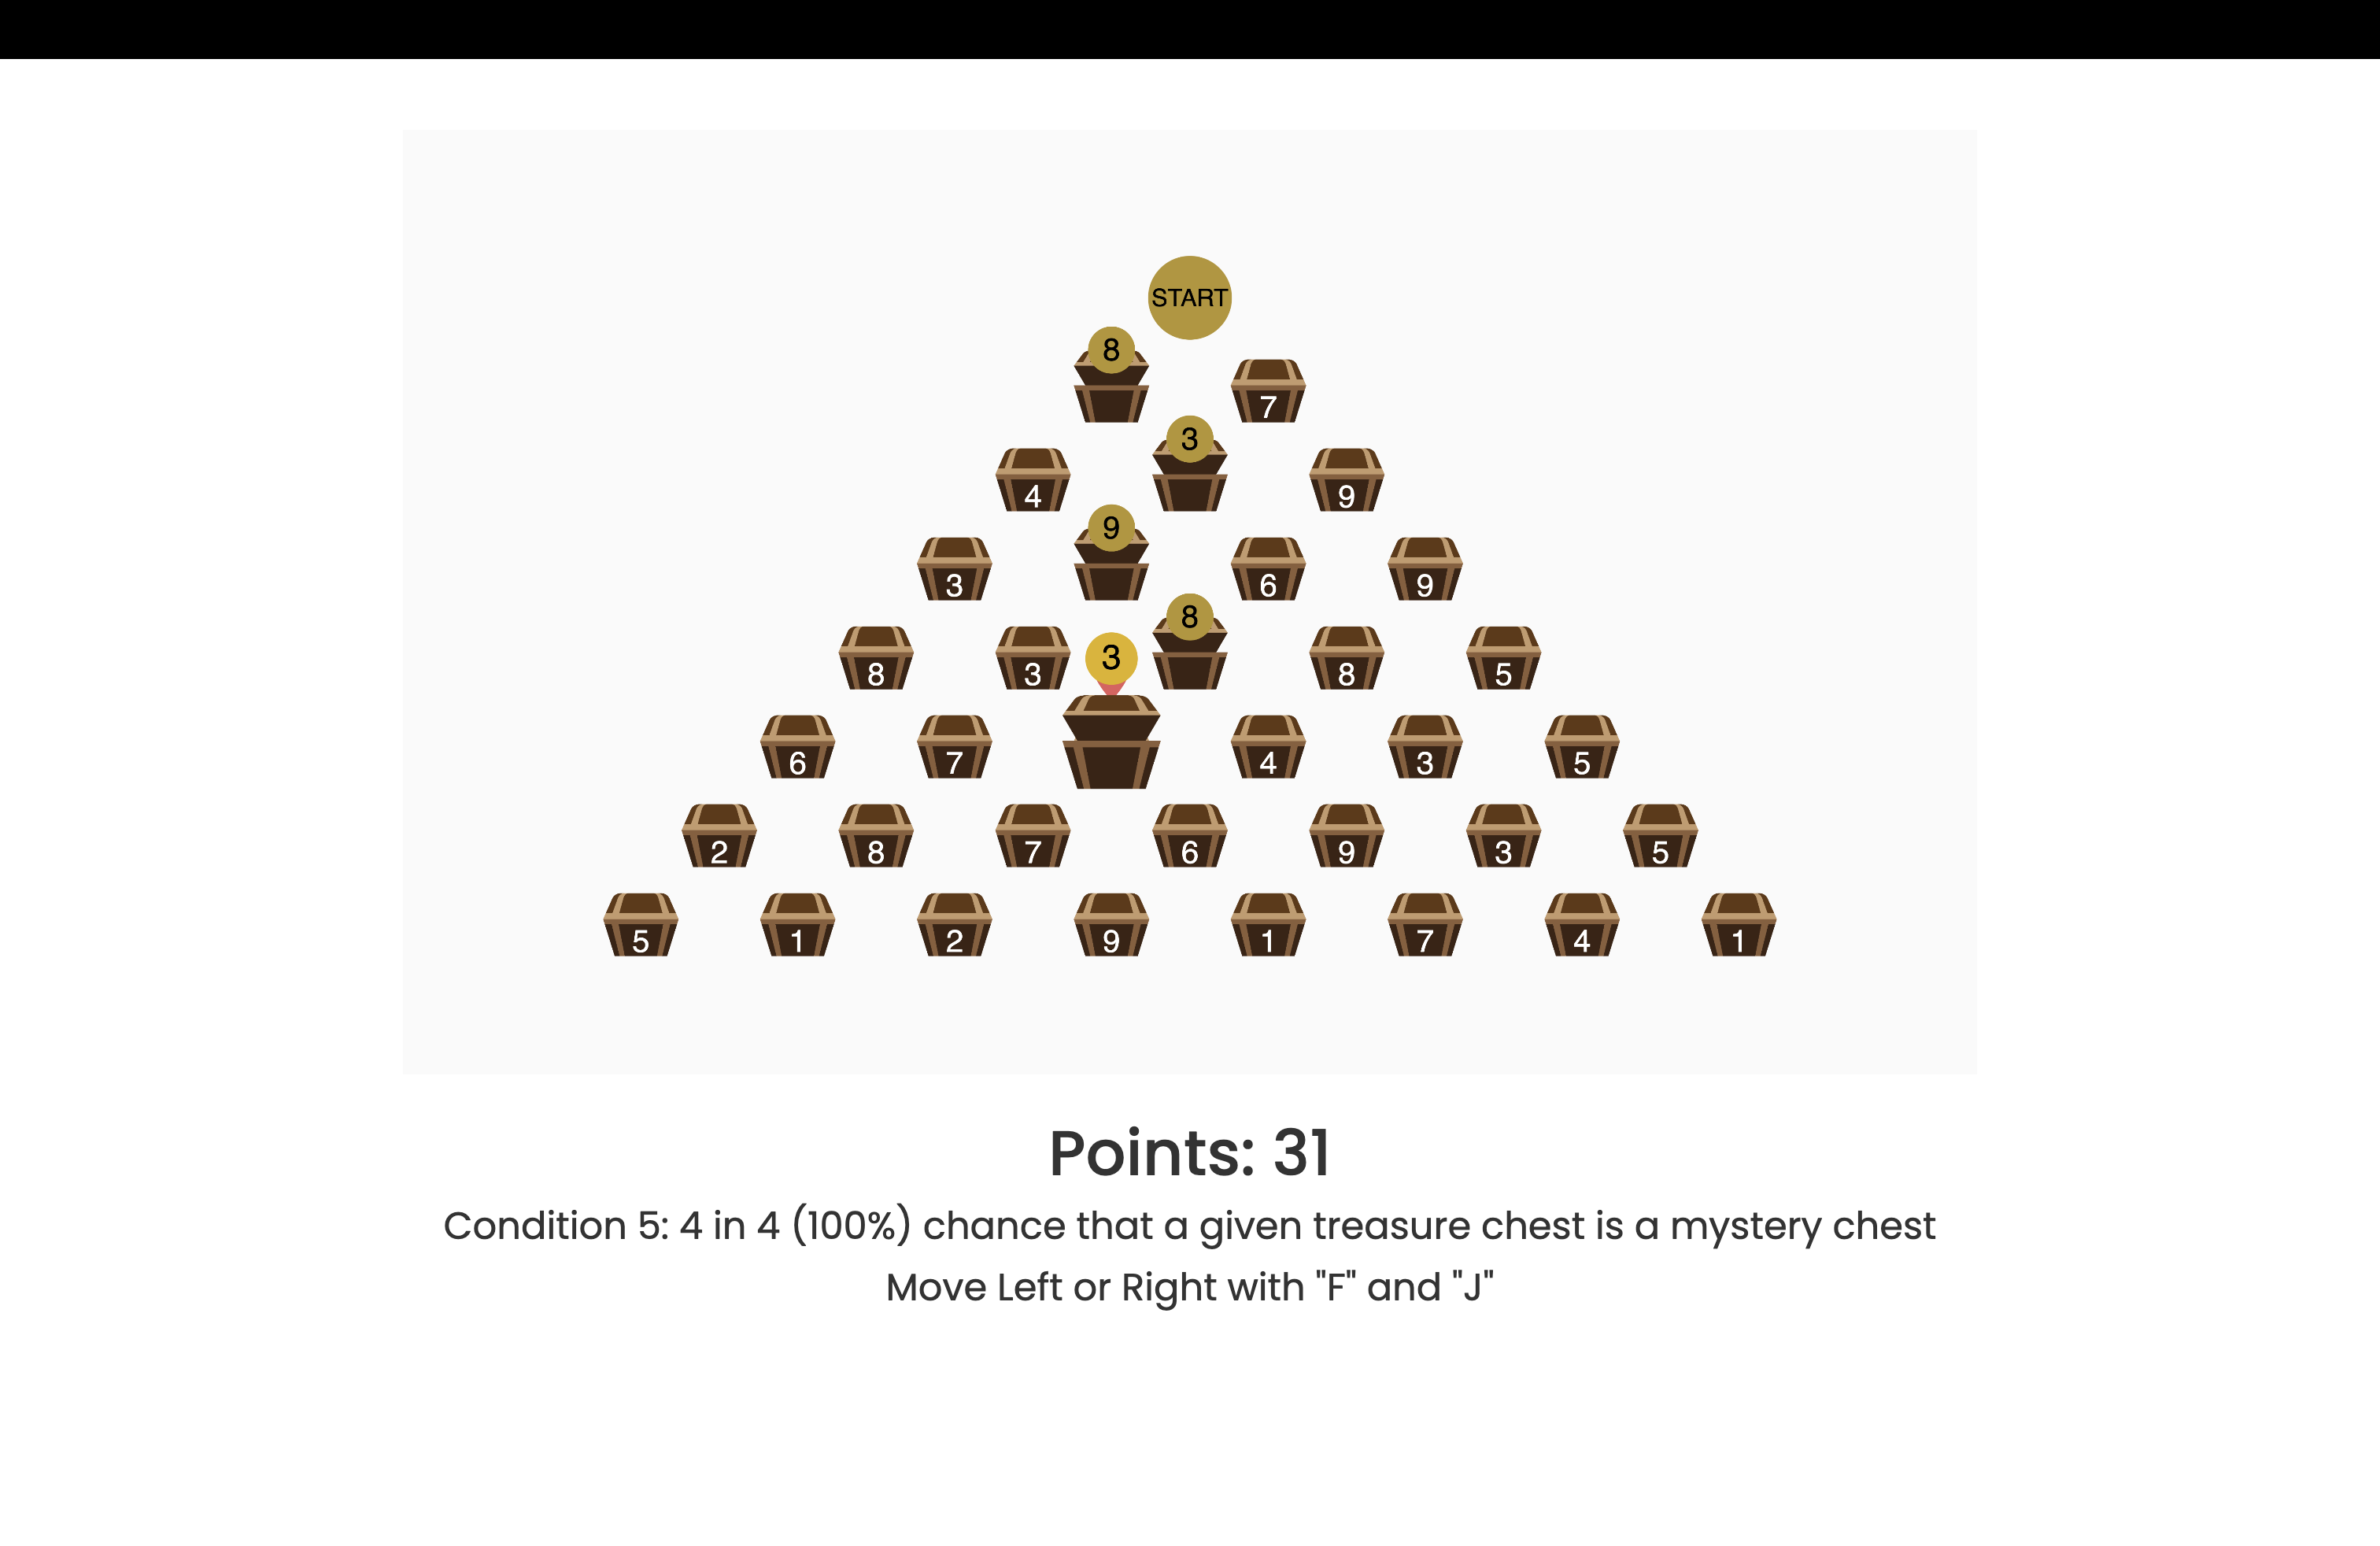 START
8 7
4 3 9
3 9 6 9
8 3 8 8 5
6 7 3 4 3 5
2 8 7 6 9 3 5
5 1 2 9 1 7 4 1
Points: 31
Condition 5: 4 in 4 (100%) chance that a given treasure chest is a mystery chest
Move Left or Right with "F" and "J"